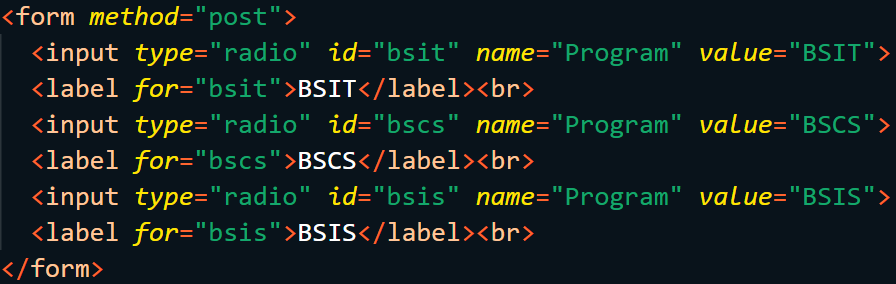 <form method="post">
<input type="radio" id="bsit" name="Program" value="BSIT">
<label for="bsit">BSIT</label><br>
<input type="radio" id="bscs" name="Program" value="BSCS">
<label for="bscs">BSCS</label><br>
<input type="radio" id="bsis" name="Program" value="BSIS">
<label for="bsis">BSIS</label><br>
</form>